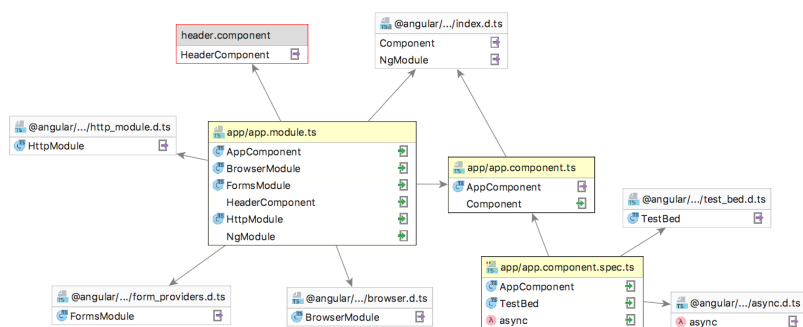 header.component
HeaderComponent
@angular/.../index.d.ts
Component
NgModule
@angular/.../http_module.d.ts
HttpModule
app/app.module.ts
AppComponent
BrowserModule
FormsModule
HeaderComponent
HttpModule
NgModule
app/app.component.ts
AppComponent
Component
@angular/.../test_bed.d.ts
TestBed
app/app.component.spec.ts
AppComponent
TestBed
async
@angular/.../form_providers.d.ts
FormsModule
@angular/.../browser.d.ts
BrowserModule
@angular/.../async.d.ts
async